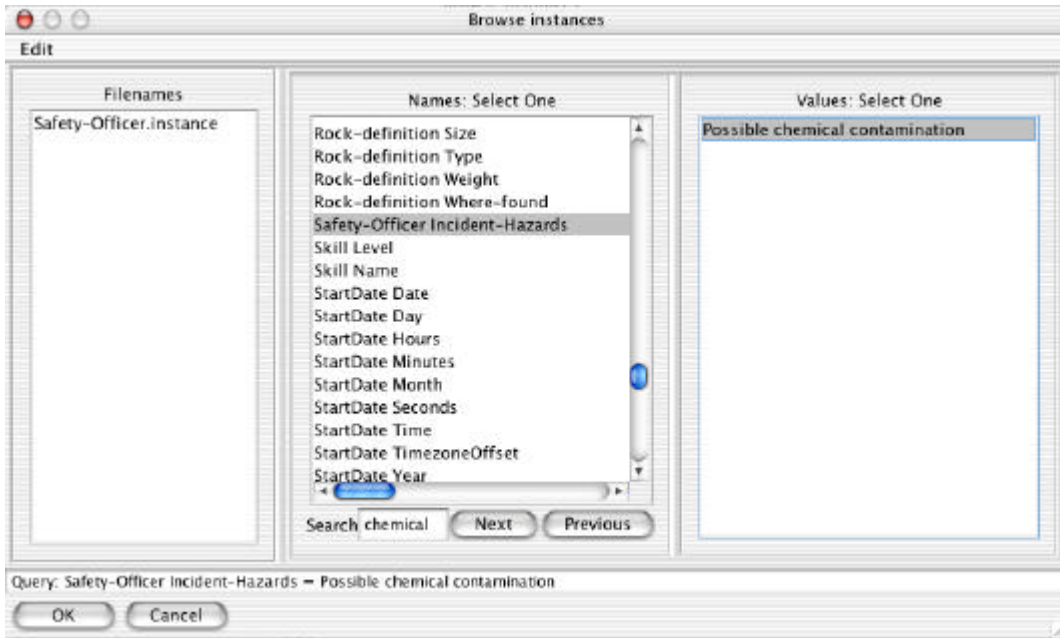 Browse instances
Edit
Filenames
Safety-Officer.instance
Names: Select One
Rock-definition Size
Rock-definition Type
Rock-definition Weight
Rock-definition Where-found
Safety-Officer Incident-Hazards
Skill Level
Skill Name
StartDate Date
StartDate Day
StartDate Hours
StartDate Minutes
StartDate Month
StartDate Seconds
StartDate Time
StartDate TimezoneOffset
StartDate Year
Search chemical Next Previous
Values: Select One
Possible chemical contamination
Query: Safety-Officer Incident-Hazards = Possible chemical contamination
OK Cancel